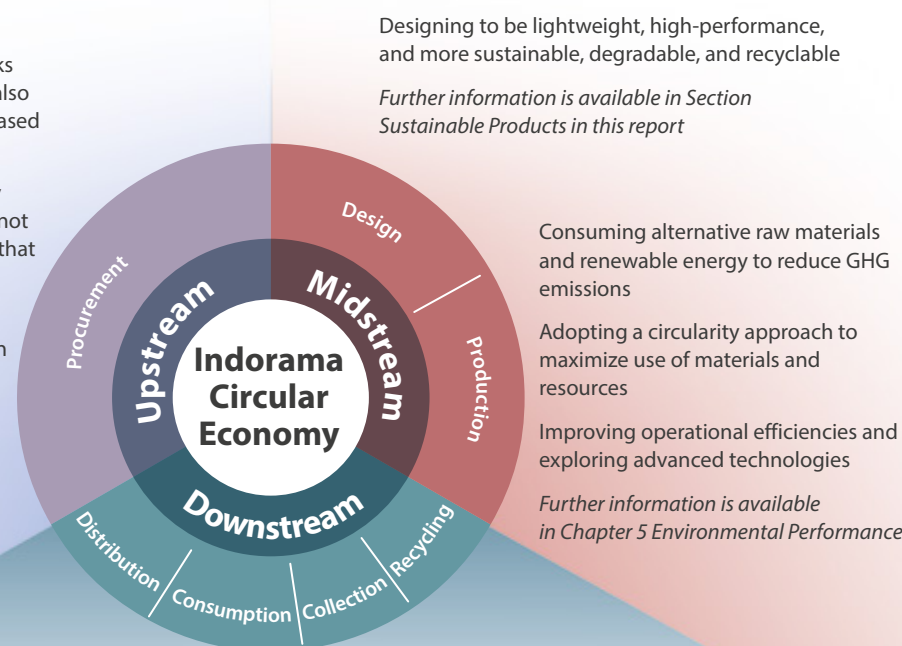 Designing to be lightweight, high-performance,
and more sustainable, degradable, and recyclable
Further information is available in Section
Sustainable Products in this report
also
not
that
Design
Procurement
Upstream
Midstream
Production
Indorama
Circular
Economy
Downstream
Distribution
Consumption
Collection
Recycling
Consuming alternative raw materials
and renewable energy to reduce GHG
emissions
Adopting a circularity approach to
maximize use of materials and
resources
Improving operational efficiencies and
exploring advanced technologies
Further information is available
in Chapter 5 Environmental Performance